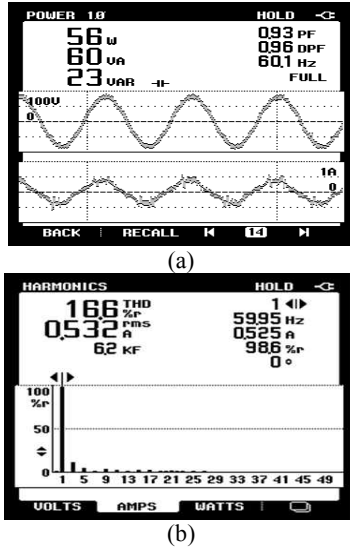 POWER 1.0 HOLD
56 W 0,93 PF
60 VA 0,96 DPF
23 VAR 60,1 Hz
FULL
100V
0
1A
0
BACK RECALL 14
(a)
HARMONICS HOLD
16,6 THD %r 1
0,532 rms A 59,95 Hz
6,2 KF 0,525 A
98,6 %r
0 °
100
%r
50
0
1 5 9 13 17 21 25 29 33 37 41 45 49
VOLTS AMPS WATTS
(b)